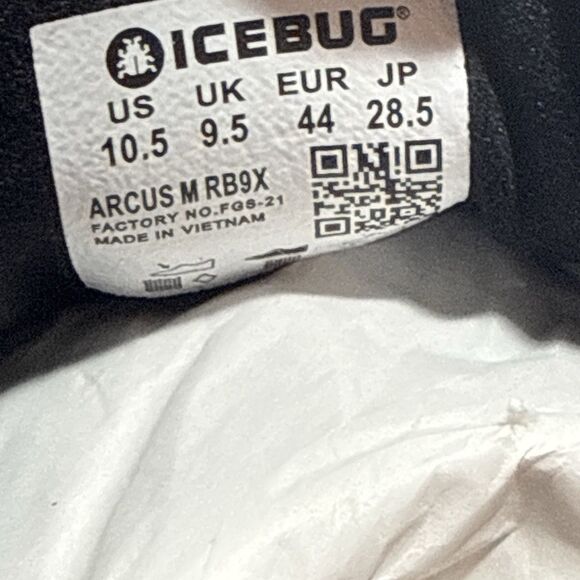 ICEBUG®
US UK EUR JP
10.5 9.5 44 28.5
ARCUS M RB9X
FACTORY NO.FGS-21
MADE IN VIETNAM